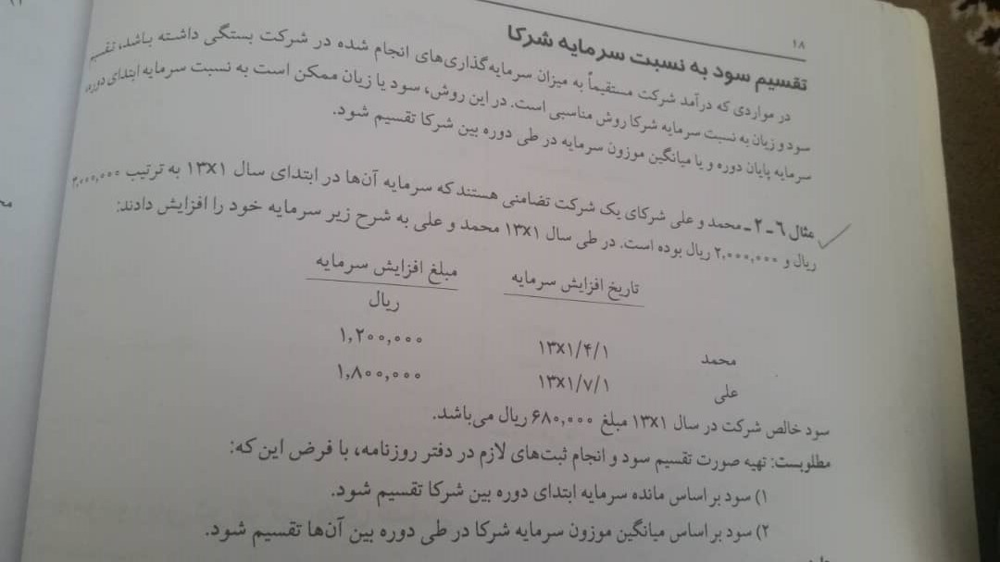 ۱۸
تقسیم سود به نسبت سرمایه شرکا
در مواردی که درآمد شرکت مستقیماً به میزان سرمایه‌گذاری‌های انجام شده در شرکت بستگی داشته باشد، تقسیم
سود و زیان به نسبت سرمایه شرکا روش مناسبی است. در این روش، سود یا زیان ممکن است به نسبت سرمایه ابتدای دوره،
سرمایه پایان دوره و یا میانگین موزون سرمایه در طی دوره بین شرکا تقسیم شود.
مثال ۶-۲- محمد و علی شرکای یک شرکت تضامنی هستند که سرمایه آن‌ها در ابتدای سال ۱۳x۱ به ترتیب
ریال و ۲,۰۰۰,۰۰۰ ریال بوده است. در طی سال ۱۳x۱ محمد و علی به شرح زیر سرمایه خود را افزایش دادند:
تاریخ افزایش سرمایه مبلغ افزایش سرمایه
ریال
محمد ۱۳x۱/۴/۱ ۱,۲۰۰,۰۰۰
علی ۱۳x۱/۷/۱ ۱,۸۰۰,۰۰۰
سود خالص شرکت در سال ۱۳x۱ مبلغ ۶۸۰,۰۰۰ ریال می‌باشد.
مطلوبست: تهیه صورت تقسیم سود و انجام ثبت‌های لازم در دفتر روزنامه، با فرض این که:
۱) سود بر اساس مانده سرمایه ابتدای دوره بین شرکا تقسیم شود.
۲) سود بر اساس میانگین موزون سرمایه شرکا در طی دوره بین آن‌ها تقسیم شود.